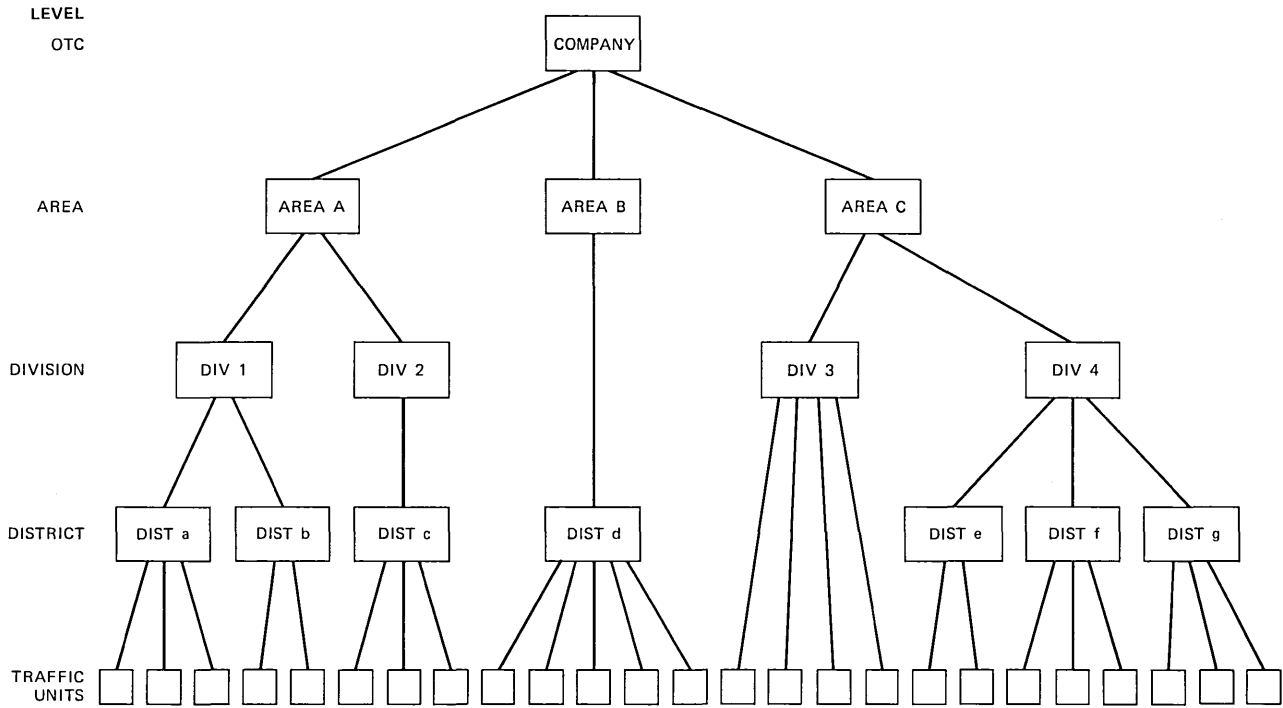 LEVEL
OTC
COMPANY
AREA
AREA A
AREA B
AREA C
DIVISION
DIV 1
DIV 2
DIV 3
DIV 4
DISTRICT
DIST a
DIST b
DIST c
DIST d
DIST e
DIST f
DIST g
TRAFFIC
UNITS